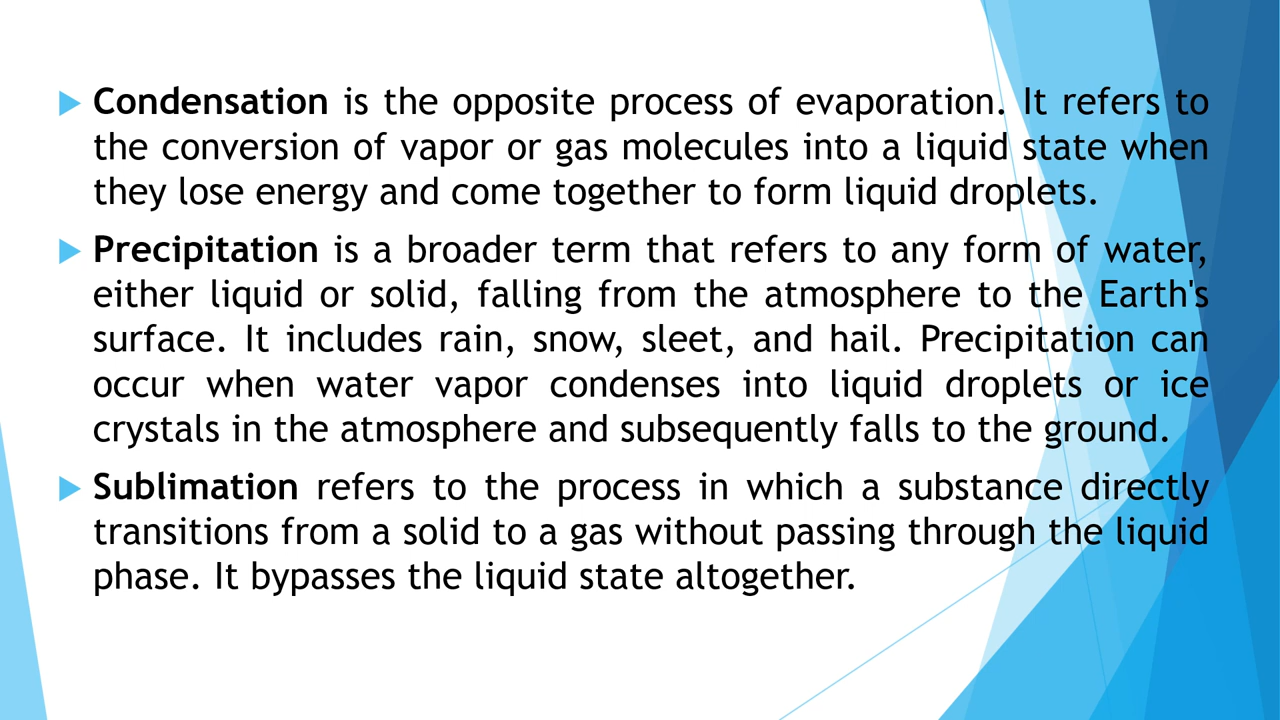 Condensation is the opposite process of evaporation. It refers to
the conversion of vapor or gas molecules into a liquid state when
they lose energy and come together to form liquid droplets.
Precipitation is a broader term that refers to any form of water,
either liquid or solid, falling from the atmosphere to the Earth's
surface. It includes rain, snow, sleet, and hail. Precipitation can
occur when water vapor condenses into liquid droplets or ice
crystals in the atmosphere and subsequently falls to the ground.
Sublimation refers to the process in which a substance directly
transitions from a solid to a gas without passing through the liquid
phase. It bypasses the liquid state altogether.